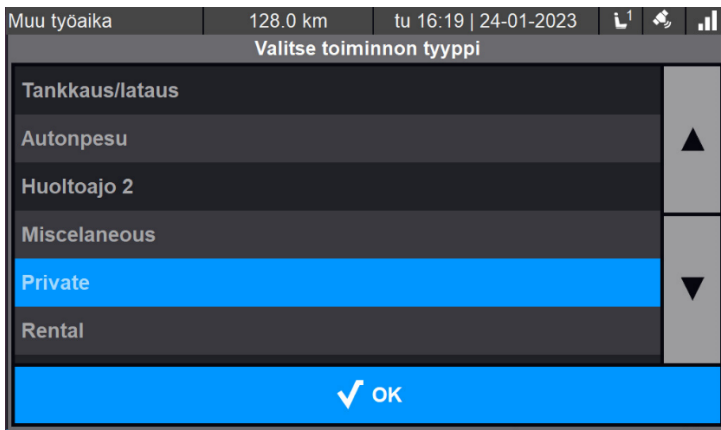 Muu työaika 128.0 km tu 16:19 | 24-01-2023 1
Valitse toiminnon tyyppi
Tankkaus/lataus
Autonpesu
Huoltoajo 2
Miscelaneous
Private
Rental
OK